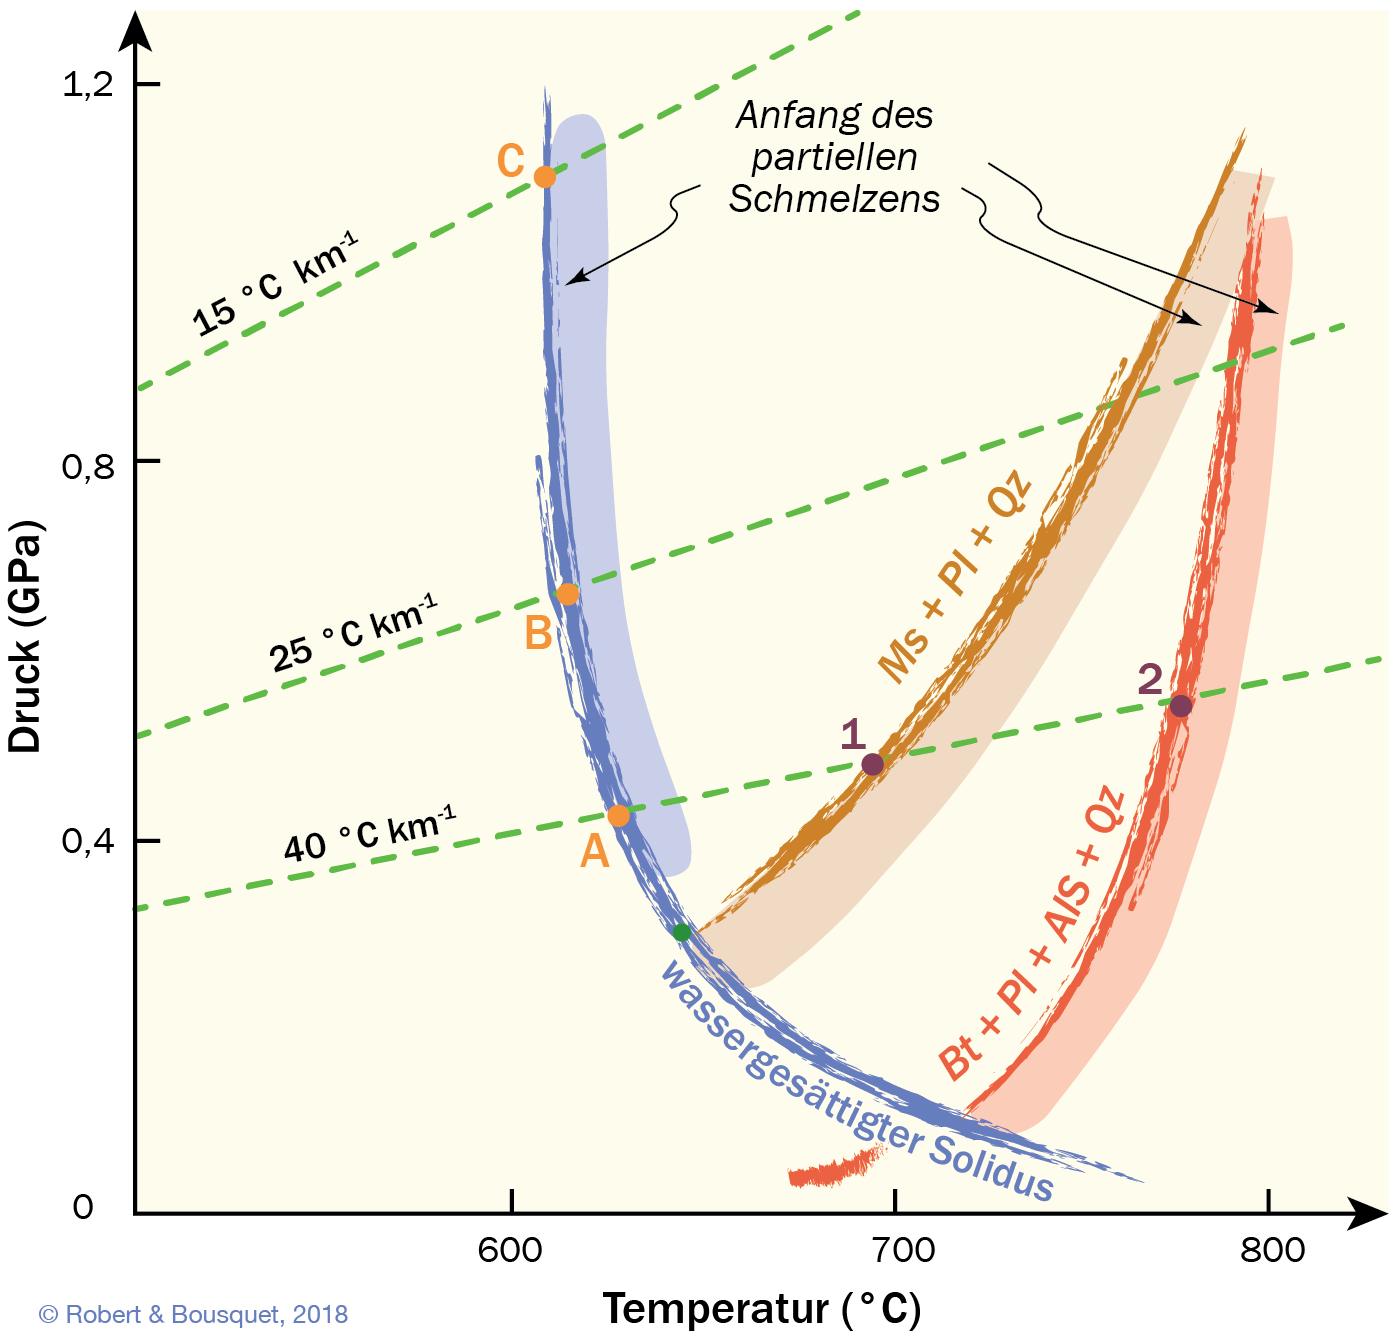 1,2
0,8
0,4
0
Druck (GPa)
600
700
800
Temperatur (°C)
Anfang des
partiellen
Schmelzens
15 °C km-1
25 °C km-1
40 °C km-1
C
B
A
1
2
Ms + Pl + Qz
Bt + Pl + AlS + Qz
wassergesättigter Solidus
© Robert & Bousquet, 2018